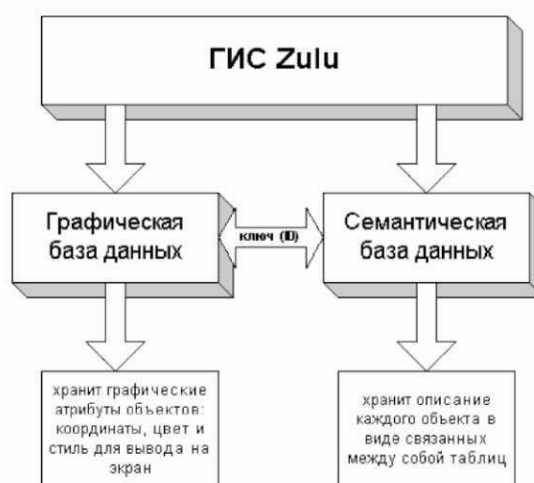 ГИС Zulu
Графическая
база данных
ключ (ID)
Семантическая
база данных
хранит графические
атрибуты объектов:
координаты, цвет и
стиль для вывода на
экран
хранит описание
каждого объекта в
виде связанных
между собой таблиц